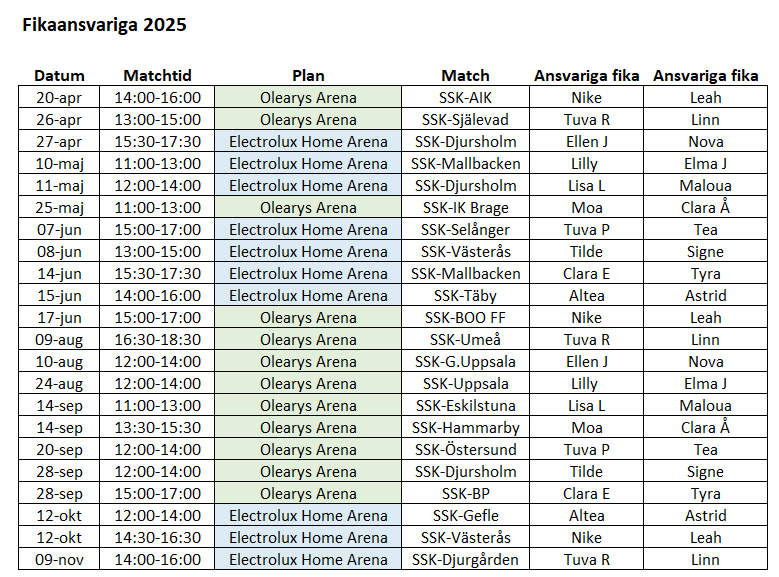 Fikaansvariga 2025
Datum Matchtid Plan Match Ansvariga fika Ansvariga fika
20-apr 14:00-16:00 Olearys Arena SSK-AIK Nike Leah
26-apr 13:00-15:00 Olearys Arena SSK-Själevad Tuva R Linn
27-apr 15:30-17:30 Electrolux Home Arena SSK-Djursholm Ellen J Nova
10-maj 11:00-13:00 Electrolux Home Arena SSK-Mallbacken Lilly Elma J
11-maj 12:00-14:00 Electrolux Home Arena SSK-Djursholm Lisa L Maloua
25-maj 11:00-13:00 Olearys Arena SSK-IK Brage Moa Clara Å
07-jun 15:00-17:00 Electrolux Home Arena SSK-Selånger Tuva P Tea
08-jun 13:00-15:00 Electrolux Home Arena SSK-Västerås Tilde Signe
14-jun 15:30-17:30 Electrolux Home Arena SSK-Mallbacken Clara E Tyra
15-jun 14:00-16:00 Electrolux Home Arena SSK-Täby Altea Astrid
17-jun 15:00-17:00 Olearys Arena SSK-BOO FF Nike Leah
09-aug 16:30-18:30 Olearys Arena SSK-Umeå Tuva R Linn
10-aug 12:00-14:00 Olearys Arena SSK-G.Uppsala Ellen J Nova
24-aug 12:00-14:00 Olearys Arena SSK-Uppsala Lilly Elma J
14-sep 11:00-13:00 Olearys Arena SSK-Eskilstuna Lisa L Maloua
14-sep 13:30-15:30 Olearys Arena SSK-Hammarby Moa Clara Å
20-sep 12:00-14:00 Olearys Arena SSK-Östersund Tuva P Tea
28-sep 12:00-14:00 Olearys Arena SSK-Djursholm Tilde Signe
28-sep 15:00-17:00 Olearys Arena SSK-BP Clara E Tyra
12-okt 12:00-14:00 Electrolux Home Arena SSK-Gefle Altea Astrid
12-okt 14:30-16:30 Electrolux Home Arena SSK-Västerås Nike Leah
09-nov 14:00-16:00 Electrolux Home Arena SSK-Djurgården Tuva R Linn